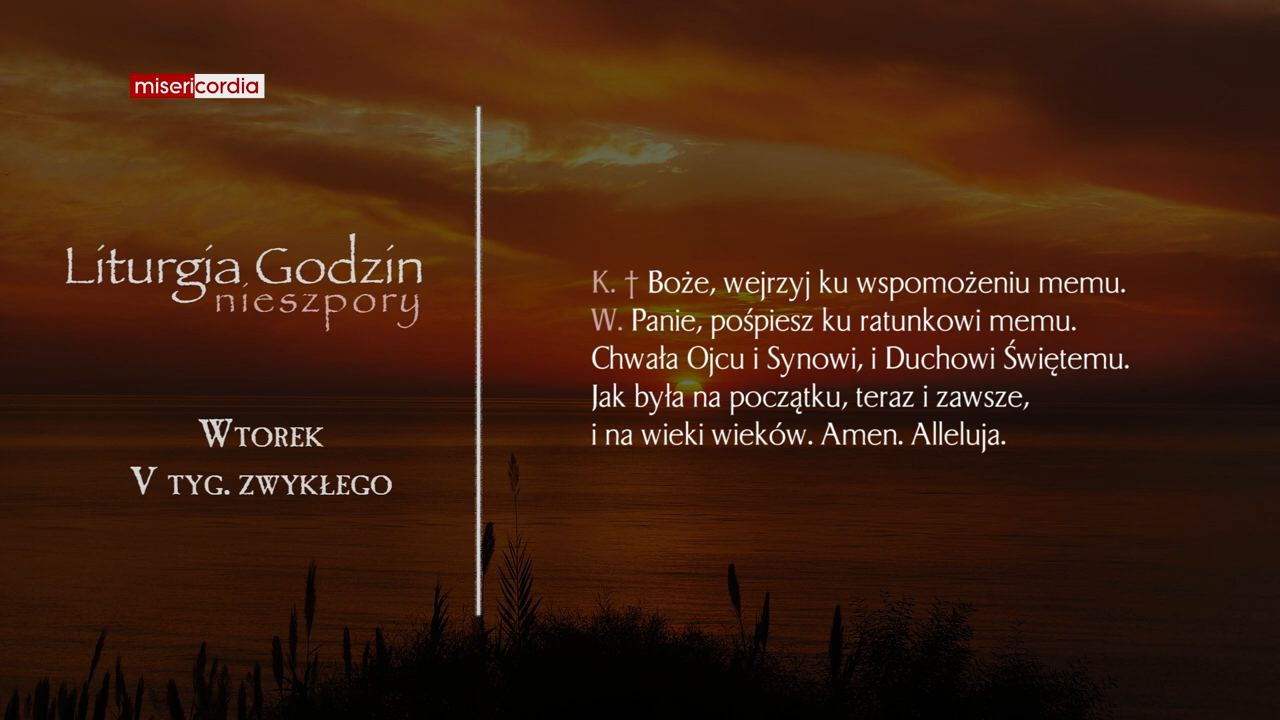 misericordia
Liturgia Godzin
nieszpory
Wtorek
V tyg. zwykłego
K. † Boże, wejrzyj ku wspomożeniu memu.
W. Panie, pośpiesz ku ratunkowi memu.
Chwała Ojcu i Synowi, i Duchowi Świętemu.
Jak była na początku, teraz i zawsze,
i na wieki wieków. Amen. Alleluja.